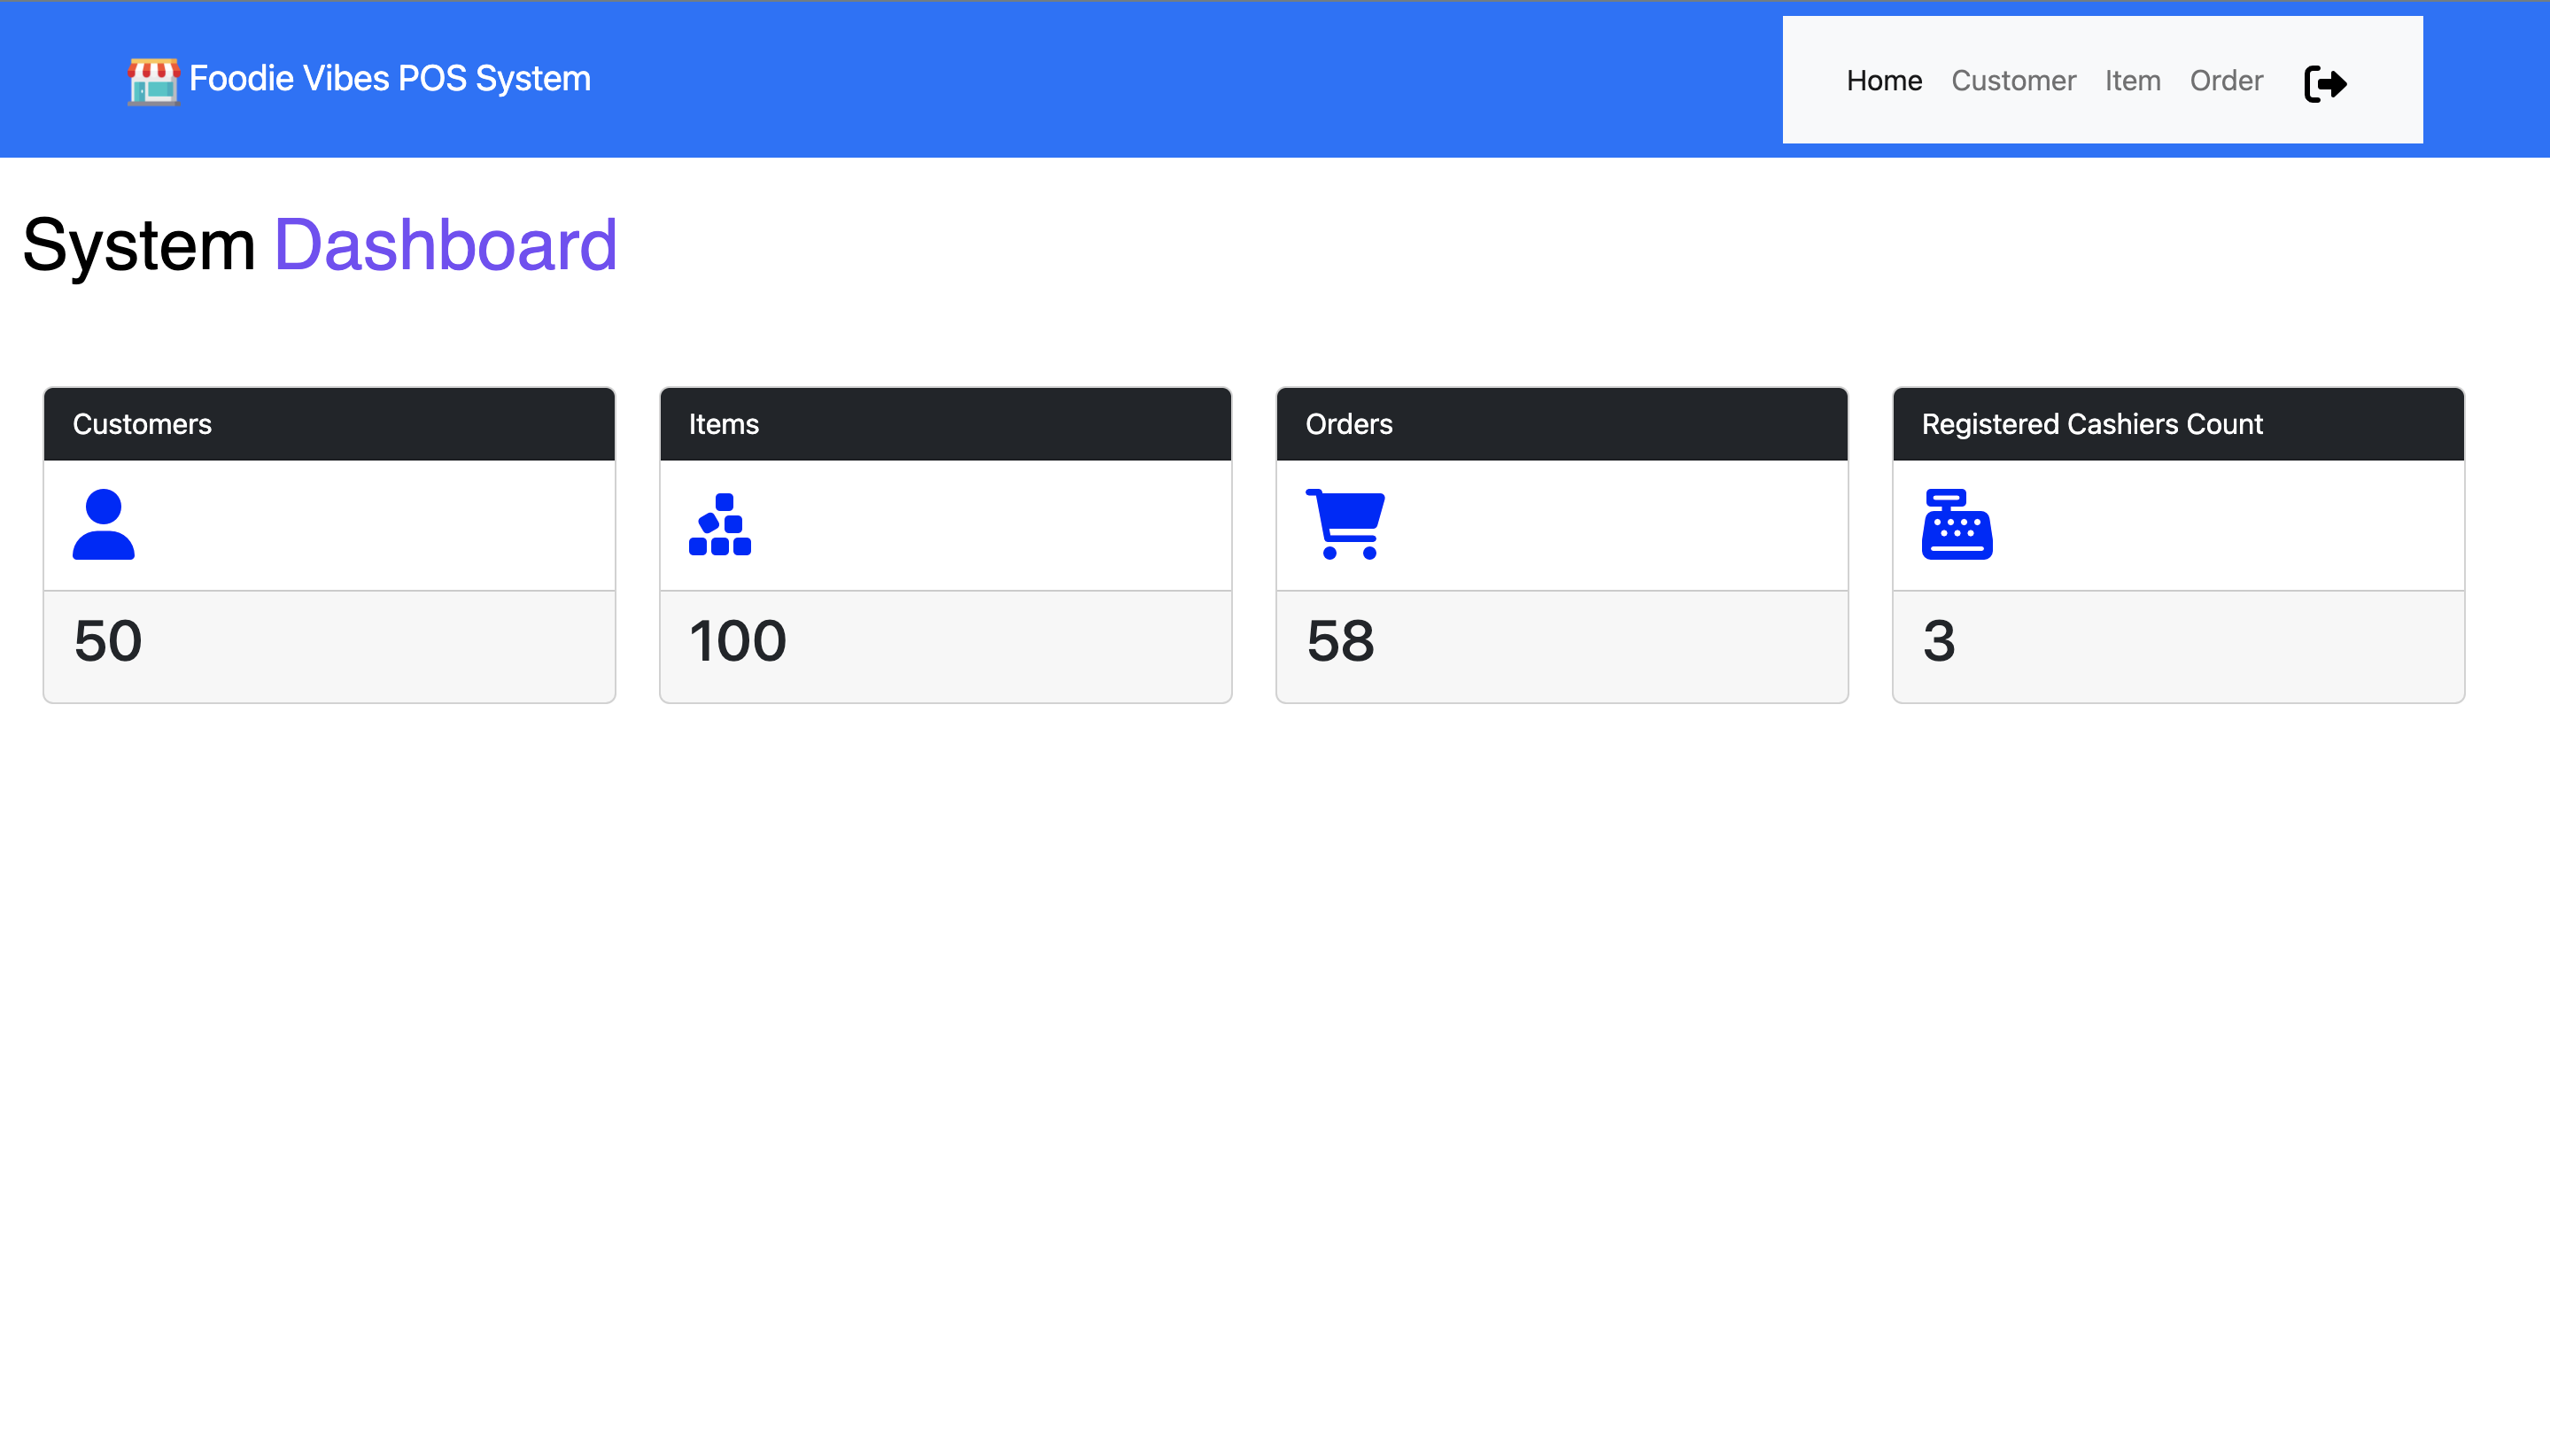 Foodie Vibes POS System
Home Customer Item Order
System Dashboard
Customers
50
Items
100
Orders
58
Registered Cashiers Count
3